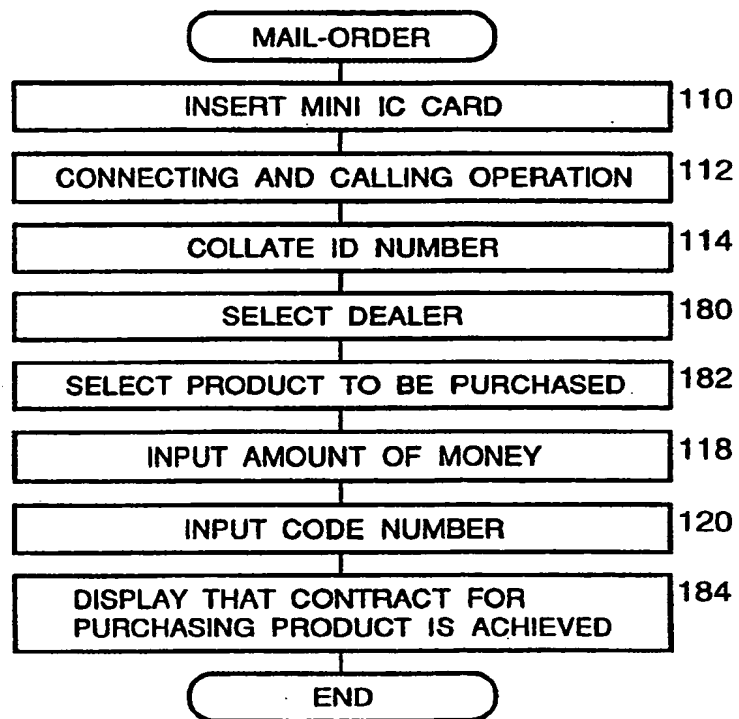 MAIL-ORDER
INSERT MINI IC CARD 110
CONNECTING AND CALLING OPERATION 112
COLLATE ID NUMBER 114
SELECT DEALER 180
SELECT PRODUCT TO BE PURCHASED 182
INPUT AMOUNT OF MONEY 118
INPUT CODE NUMBER 120
DISPLAY THAT CONTRACT FOR 184
PURCHASING PRODUCT IS ACHIEVED
END